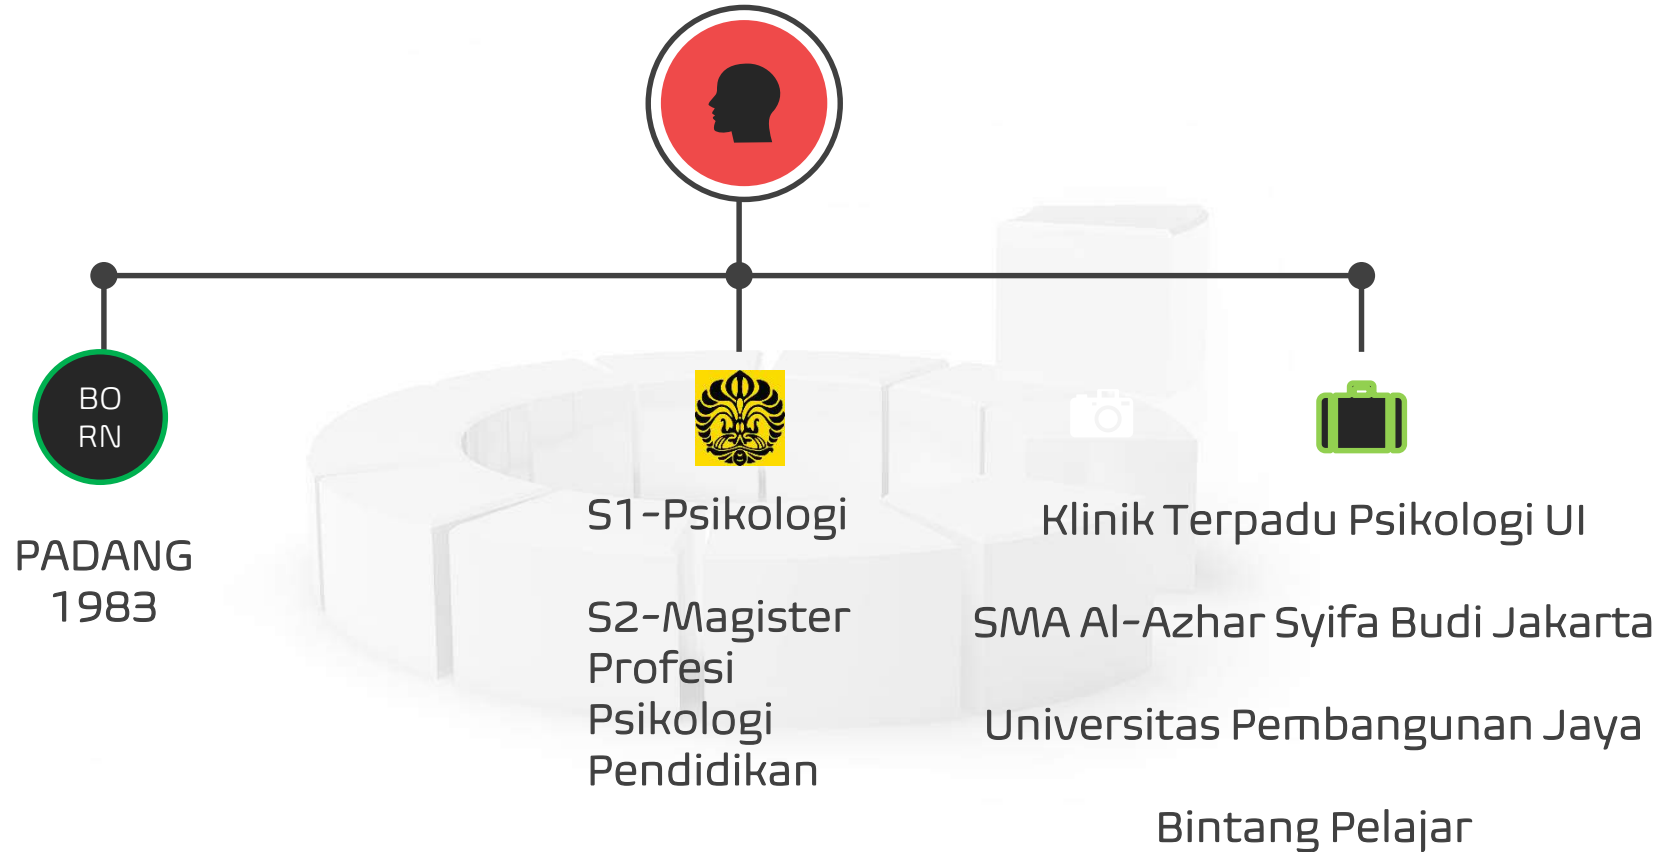 BO
RN
PADANG
1983
S1-Psikologi
S2-Magister
Profesi
Psikologi
Pendidikan
Klinik Terpadu Psikologi UI
SMA Al-Azhar Syifa Budi Jakarta
Universitas Pembangunan Jaya
Bintang Pelajar